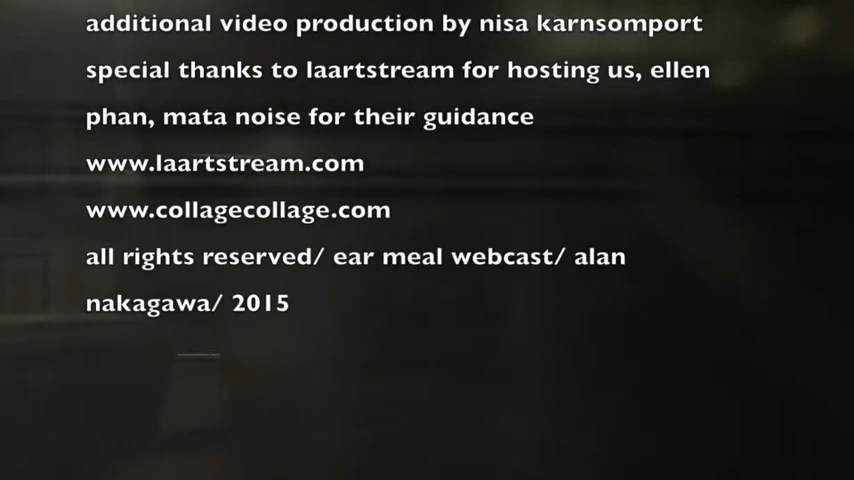 additional video production by nisa karnsomport
special thanks to laartstream for hosting us, ellen
phan, mata noise for their guidance
www.laartstream.com
www.collagecollage.com
all rights reserved/ ear meal webcast/ alan
nakagawa/ 2015